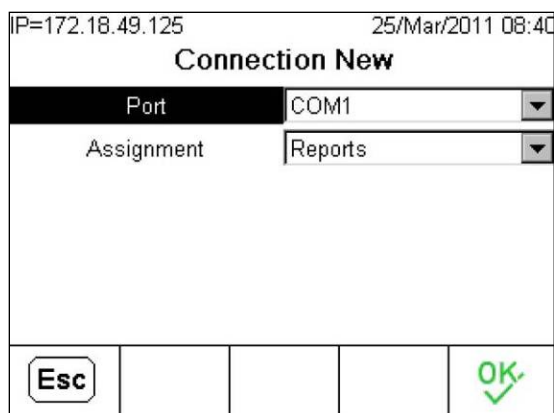 IP=172.18.49.125 25/Mar/2011 08:40
Connection New
Port COM1
Assignment Reports
Esc OK